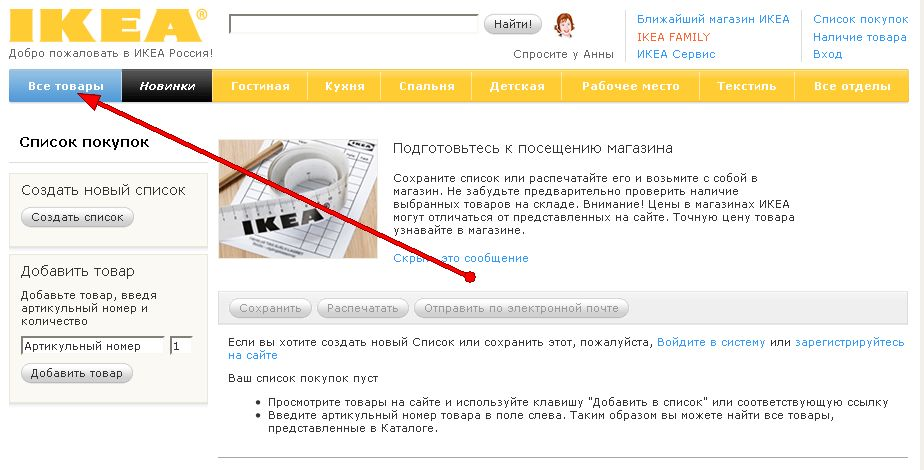 IKEA®
Добро пожаловать в ИКЕА Россия!
Найти!
Спросите у Анны
Ближайший магазин ИКЕА
IKEA FAMILY
ИКЕА Сервис
Список покупок
Наличие товара
Вход
Все товары
Новинки
Гостиная
Кухня
Спальня
Детская
Рабочее место
Текстиль
Все отделы
Список покупок
Создать новый список
Создать список
Добавить товар
Добавьте товар, введя
артикульный номер и
количество
Артикульный номер
1
Добавить товар
IKEA
IKEA
Подготовьтесь к посещению магазина
Сохраните список или распечатайте его и возьмите с собой в
магазин. Не забудьте предварительно проверить наличие
выбранных товаров на складе. Внимание! Цены в магазинах ИКЕА
могут отличаться от представленных на сайте. Точную цену товара
узнавайте в магазине.
Скрыть это сообщение
Сохранить
Распечатать
Отправить по электронной почте
Если вы хотите создать новый Список или сохранить этот, пожалуйста, Войдите в систему или зарегистрируйтесь
на сайте
Ваш список покупок пуст
• Просмотрите товары на сайте и используйте клавишу "Добавить в список" или соответствующую ссылку
• Введите артикульный номер товара в поле слева. Таким образом вы можете найти все товары,
представленные в Каталоге.